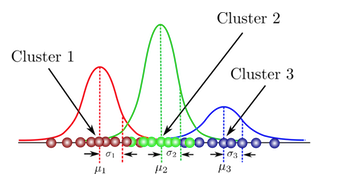 Cluster 2
Cluster 1
Cluster 3
σ₁ σ₂ σ₃
μ₁ μ₂ μ₃